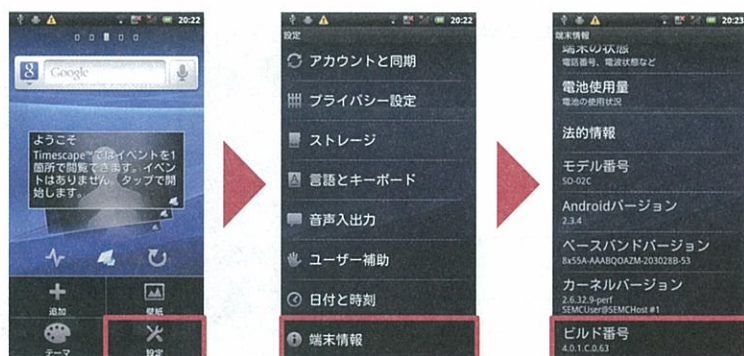 20:22
Google
ようこそ
Timescape™ではイベントを1
箇所で閲覧できます。イベン
トはありません。タップで開
始します。
追加
壁紙
テーマ
設定
20:22
設定
アカウントと同期
プライバシー設定
ストレージ
言語とキーボード
音声入出力
ユーザー補助
日付と時刻
端末情報
20:23
端末情報
端末の状態
電話番号、電波状態など
電池使用量
電池の使用状況
法的情報
モデル番号
SO-02C
Androidバージョン
2.3.4
ベースバンドバージョン
8x55A-AAABQOAZM-203028B-53
カーネルバージョン
2.6.32.9-perf
SEMCUser@SEMCHost #1
ビルド番号
4.0.1.C.0.63